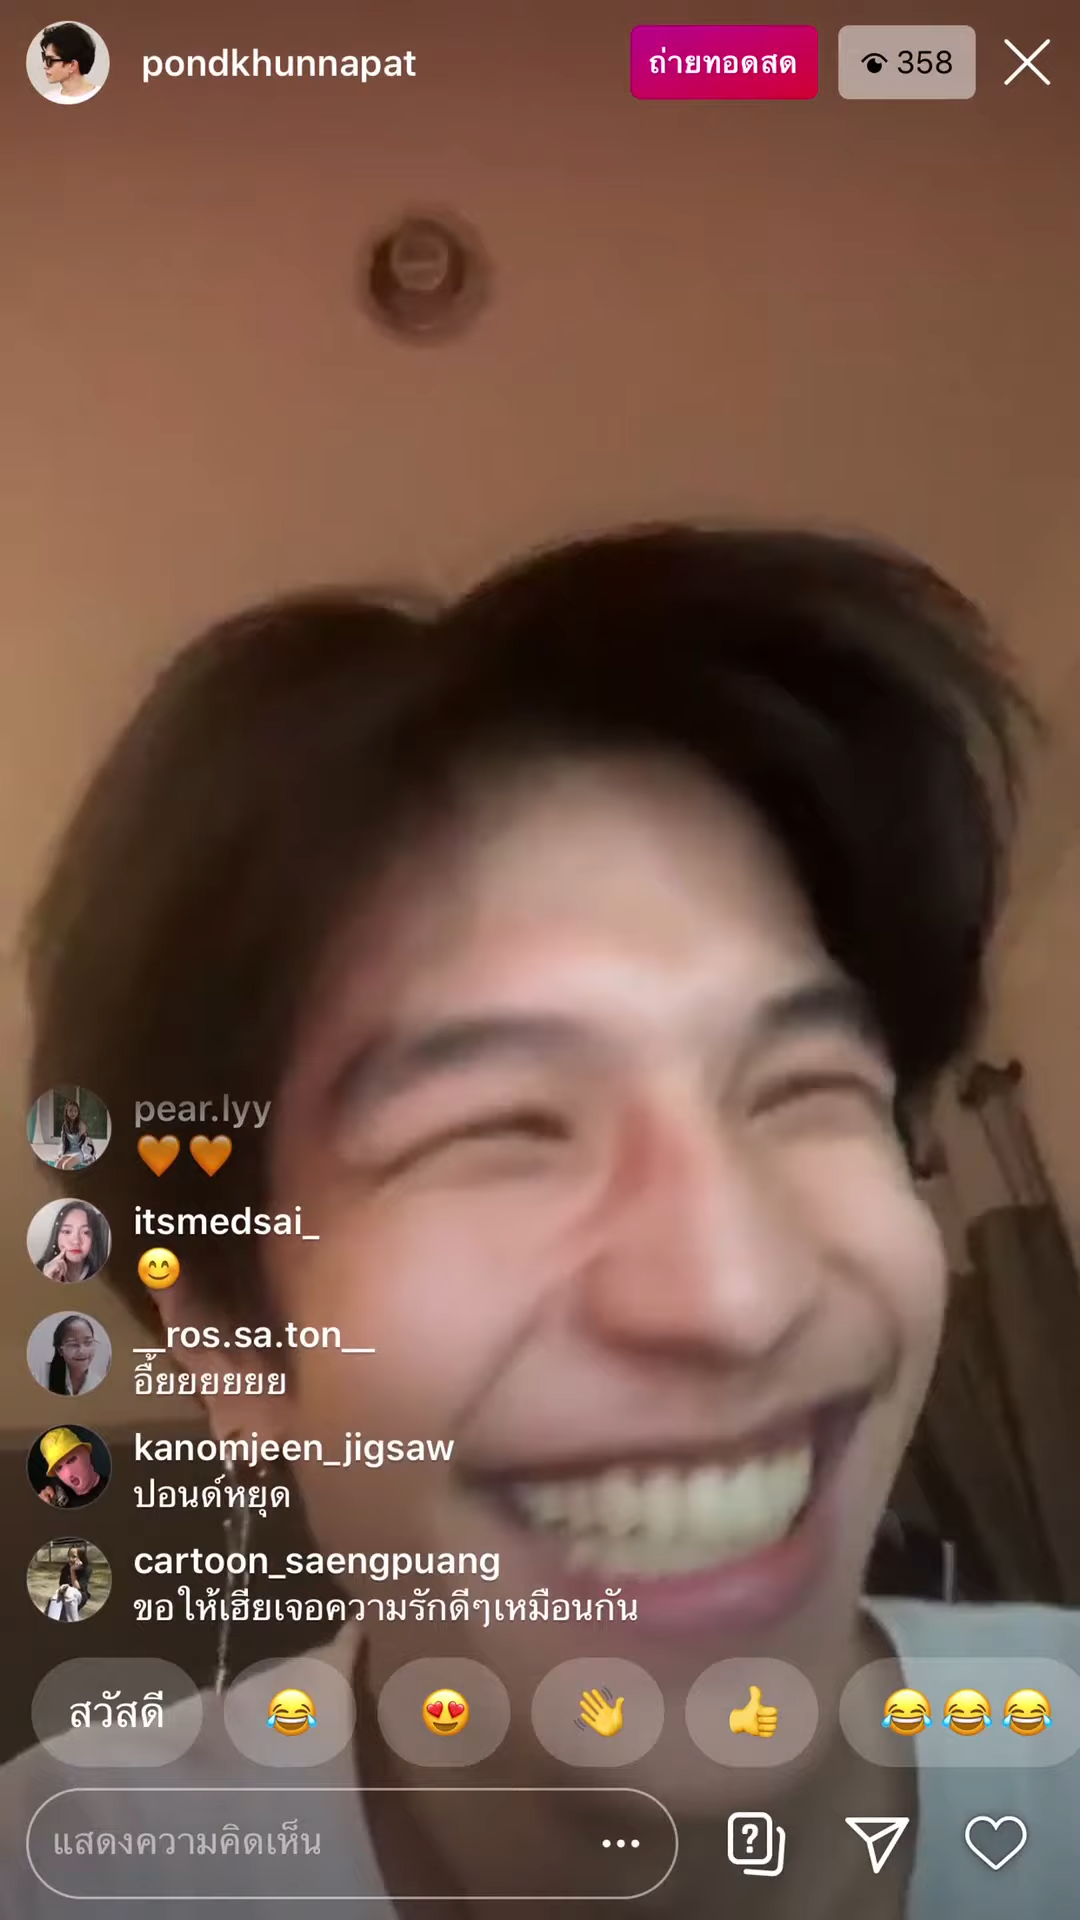 pondkhunnapat
ถ่ายทอดสด
358
pear.lyy
🧡🧡
itsmedsai_
😊
__ros.sa.ton__
อื้ยยยยยย
kanomjeen_jigsaw
ปอนด์หยุด
cartoon_saengpuang
ขอให้เฮียเจอความรักดีๆเหมือนกัน
สวัสดี 😂 😍 👋 👍 😂😂😂
แสดงความคิดเห็น